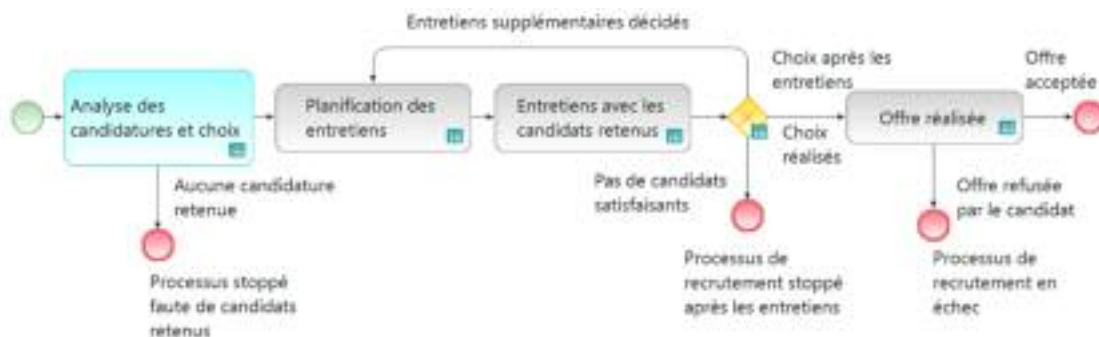 Entretiens supplémentaires décidés
Analyse des
candidatures et choix
Planification des
entretiens
Entretiens avec les
candidats retenus
Choix après les
entretiens
Choix
réalisés
Offre réalisée
Offre
acceptée
Aucune candidature
retenue
Pas de candidats
satisfaisants
Offre refusée
par le candidat
Processus stoppé
faute de candidats
retenus
Processus de
recrutement stoppé
après les entretiens
Processus de
recrutement en
échec